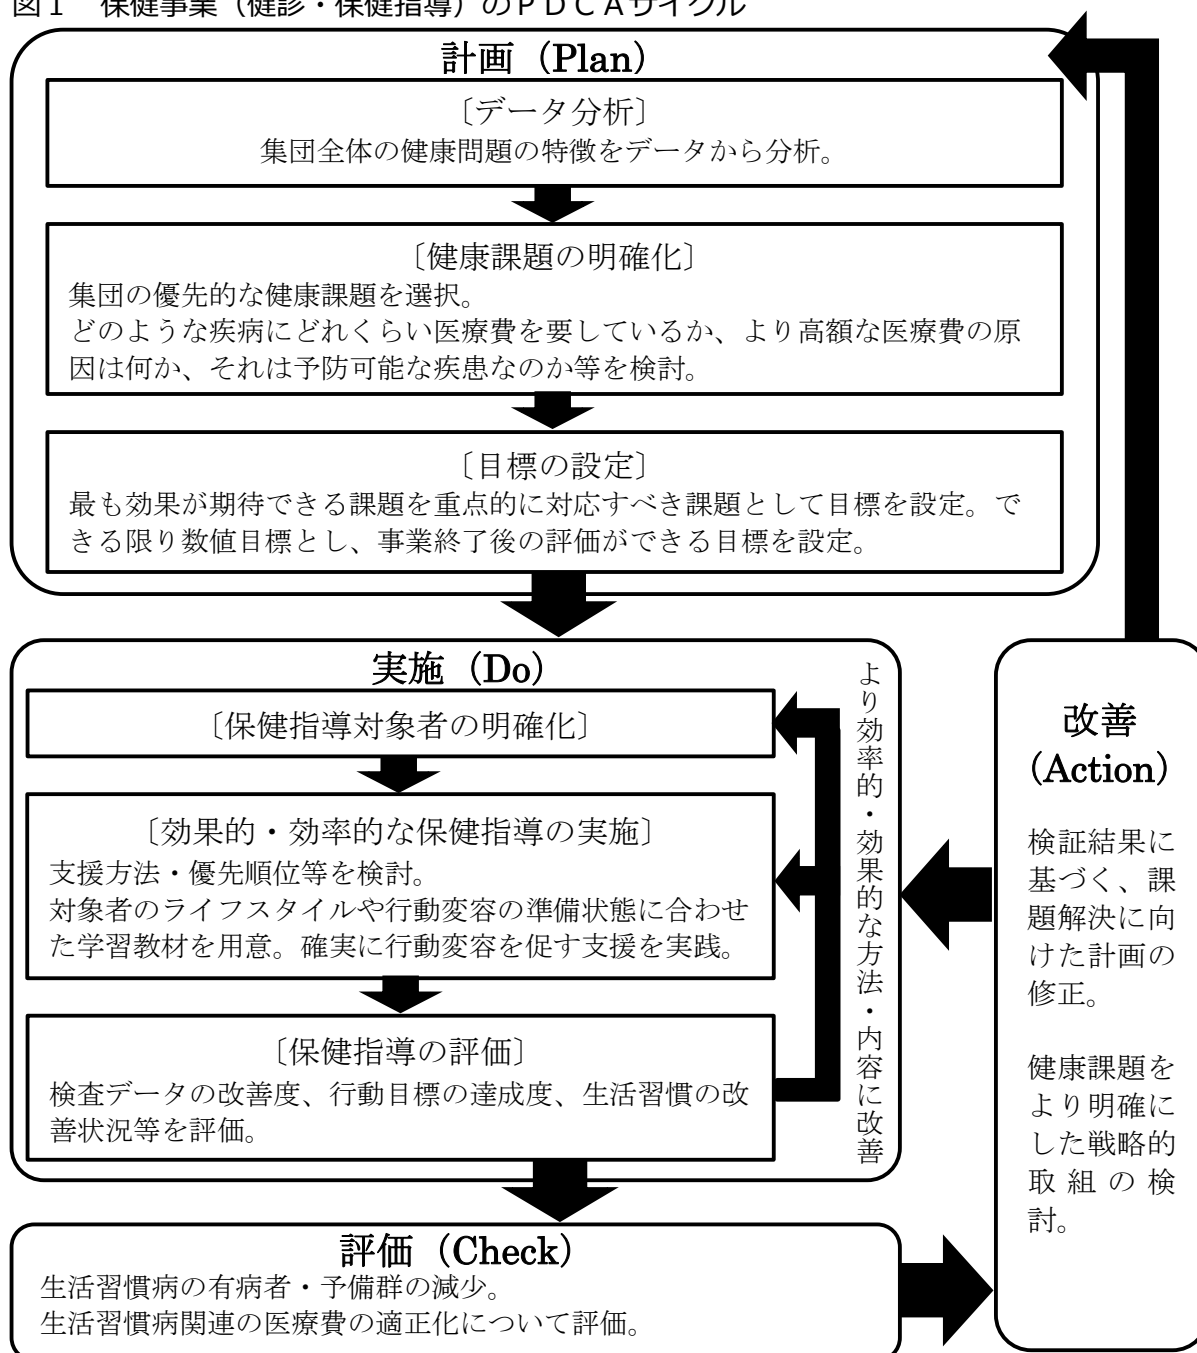 図１　保健事業（健診・保健指導）のＰＤＣＡサイクル
計画（Plan）
〔データ分析〕
集団全体の健康問題の特徴をデータから分析。
〔健康課題の明確化〕
集団の優先的な健康課題を選択。
どのような疾病にどれくらい医療費を要しているか、より高額な医療費の原
因は何か、それは予防可能な疾患なのか等を検討。
〔目標の設定〕
最も効果が期待できる課題を重点的に対応すべき課題として目標を設定。で
きる限り数値目標とし、事業終了後の評価ができる目標を設定。
実施（Do）
〔保健指導対象者の明確化〕
〔効果的・効率的な保健指導の実施〕
支援方法・優先順位等を検討。
対象者のライフスタイルや行動変容の準備状態に合わせ
た学習教材を用意。確実に行動変容を促す支援を実践。
〔保健指導の評価〕
検査データの改善度、行動目標の達成度、生活習慣の改
善状況等を評価。
より効率的・効果的な方法・内容に改善
評価（Check）
生活習慣病の有病者・予備群の減少。
生活習慣病関連の医療費の適正化について評価。
改善
（Action）
検証結果に
基づく、課
題解決に向
けた計画の
修正。
健康課題を
より明確に
した戦略的
取組の検
討。